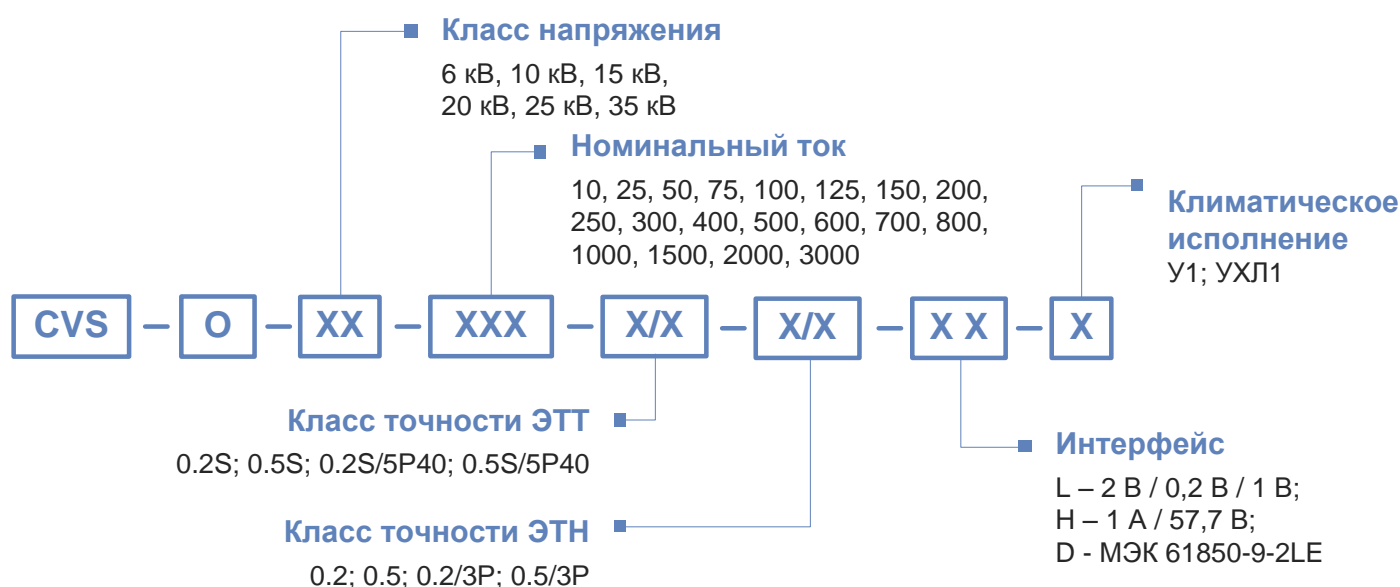 Класс напряжения
6 кВ, 10 кВ, 15 кВ,
20 кВ, 25 кВ, 35 кВ
Номинальный ток
10, 25, 50, 75, 100, 125, 150, 200,
250, 300, 400, 500, 600, 700, 800,
1000, 1500, 2000, 3000
Климатическое
исполнение
У1; УХЛ1
CVS – O – XX – XXX – X/X – X/X – X X – X
Класс точности ЭТТ
0.2S; 0.5S; 0.2S/5P40; 0.5S/5P40
Класс точности ЭТН
0.2; 0.5; 0.2/3P; 0.5/3P
Интерфейс
L – 2 В / 0,2 В / 1 В;
H – 1 А / 57,7 В;
D - МЭК 61850-9-2LE